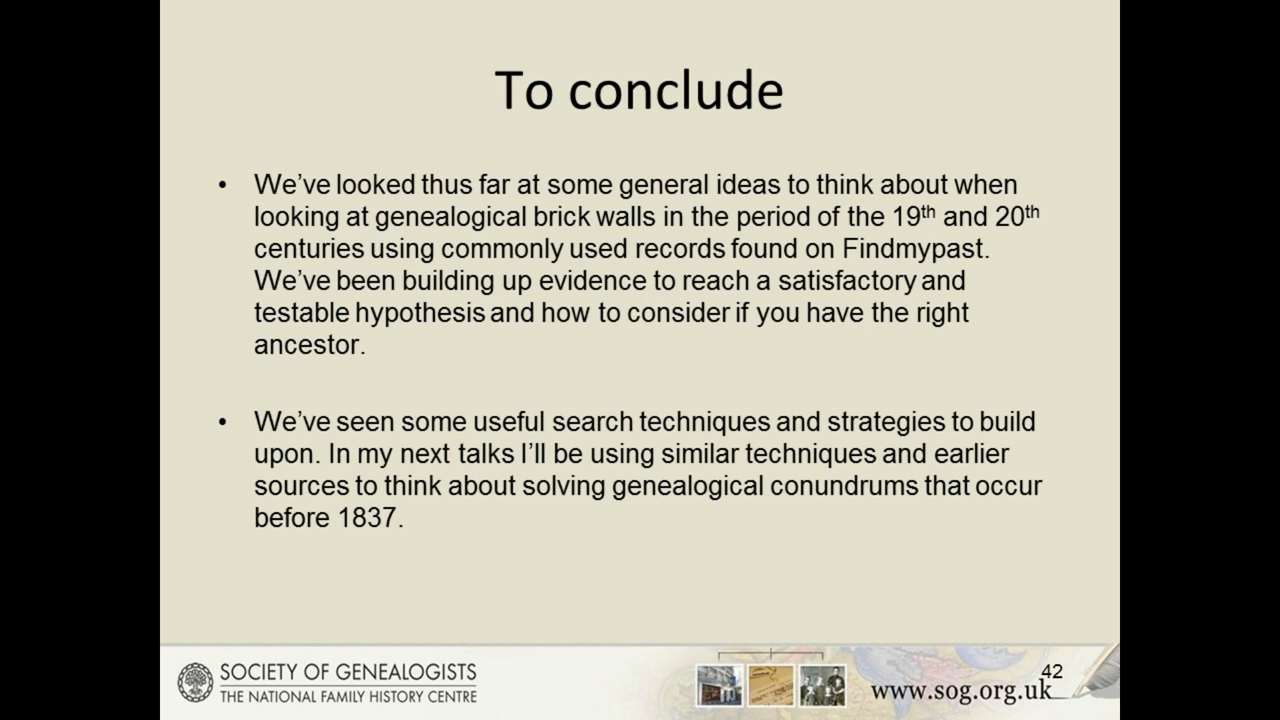 To conclude
• We’ve looked thus far at some general ideas to think about when
looking at genealogical brick walls in the period of the 19th and 20th
centuries using commonly used records found on Findmypast.
We’ve been building up evidence to reach a satisfactory and
testable hypothesis and how to consider if you have the right
ancestor.
• We’ve seen some useful search techniques and strategies to build
upon. In my next talks I’ll be using similar techniques and earlier
sources to think about solving genealogical conundrums that occur
before 1837.
SOCIETY OF GENEALOGISTS
THE NATIONAL FAMILY HISTORY CENTRE
www.sog.org.uk
42